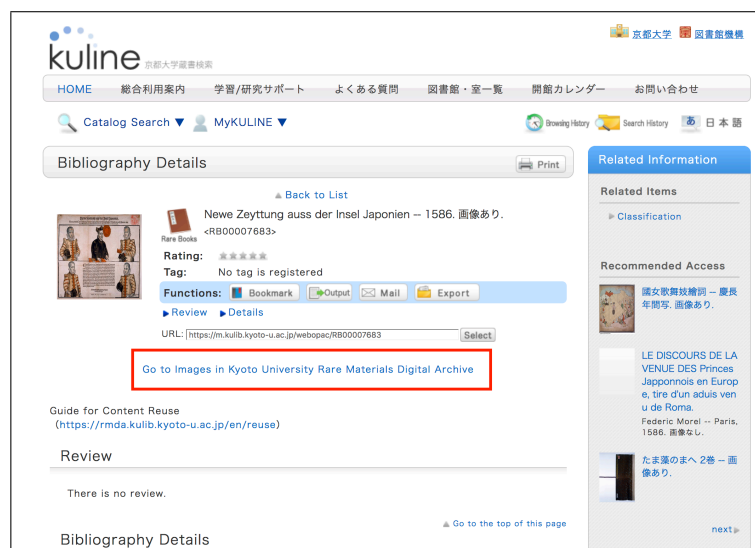 京都大学 図書館機構
kuline 京都大学蔵書検索
HOME 総合利用案内 学習/研究サポート よくある質問 図書館・室一覧 開館カレンダー お問い合わせ
Catalog Search ▼ MyKULINE ▼
Browsing History Search History あ 日本語
Bibliography Details
Print
Back to List
Newe Zeyttung auss der Insel Japonien -- 1586. 画像あり.
Rare Books
<RB00007683>
Rating:
Tag: No tag is registered
Functions: Bookmark Output Mail Export
Review Details
URL: https://m.kulib.kyoto-u.ac.jp/webopac/RB00007683 Select
Go to Images in Kyoto University Rare Materials Digital Archive
Guide for Content Reuse
(https://rmda.kulib.kyoto-u.ac.jp/en/reuse)
Review
There is no review.
Go to the top of this page
Bibliography Details
Related Information
Related Items
Classification
Recommended Access
國女歌舞妓繪詞 -- 慶長
年間写. 画像あり.
LE DISCOURS DE LA
VENUE DES Princes
Japponnois en Europ
e, tire d'un aduis ven
u de Roma.
Federic Morel -- Paris,
1586. 画像なし.
たま藻のまへ 2巻 -- 画
像あり.
next